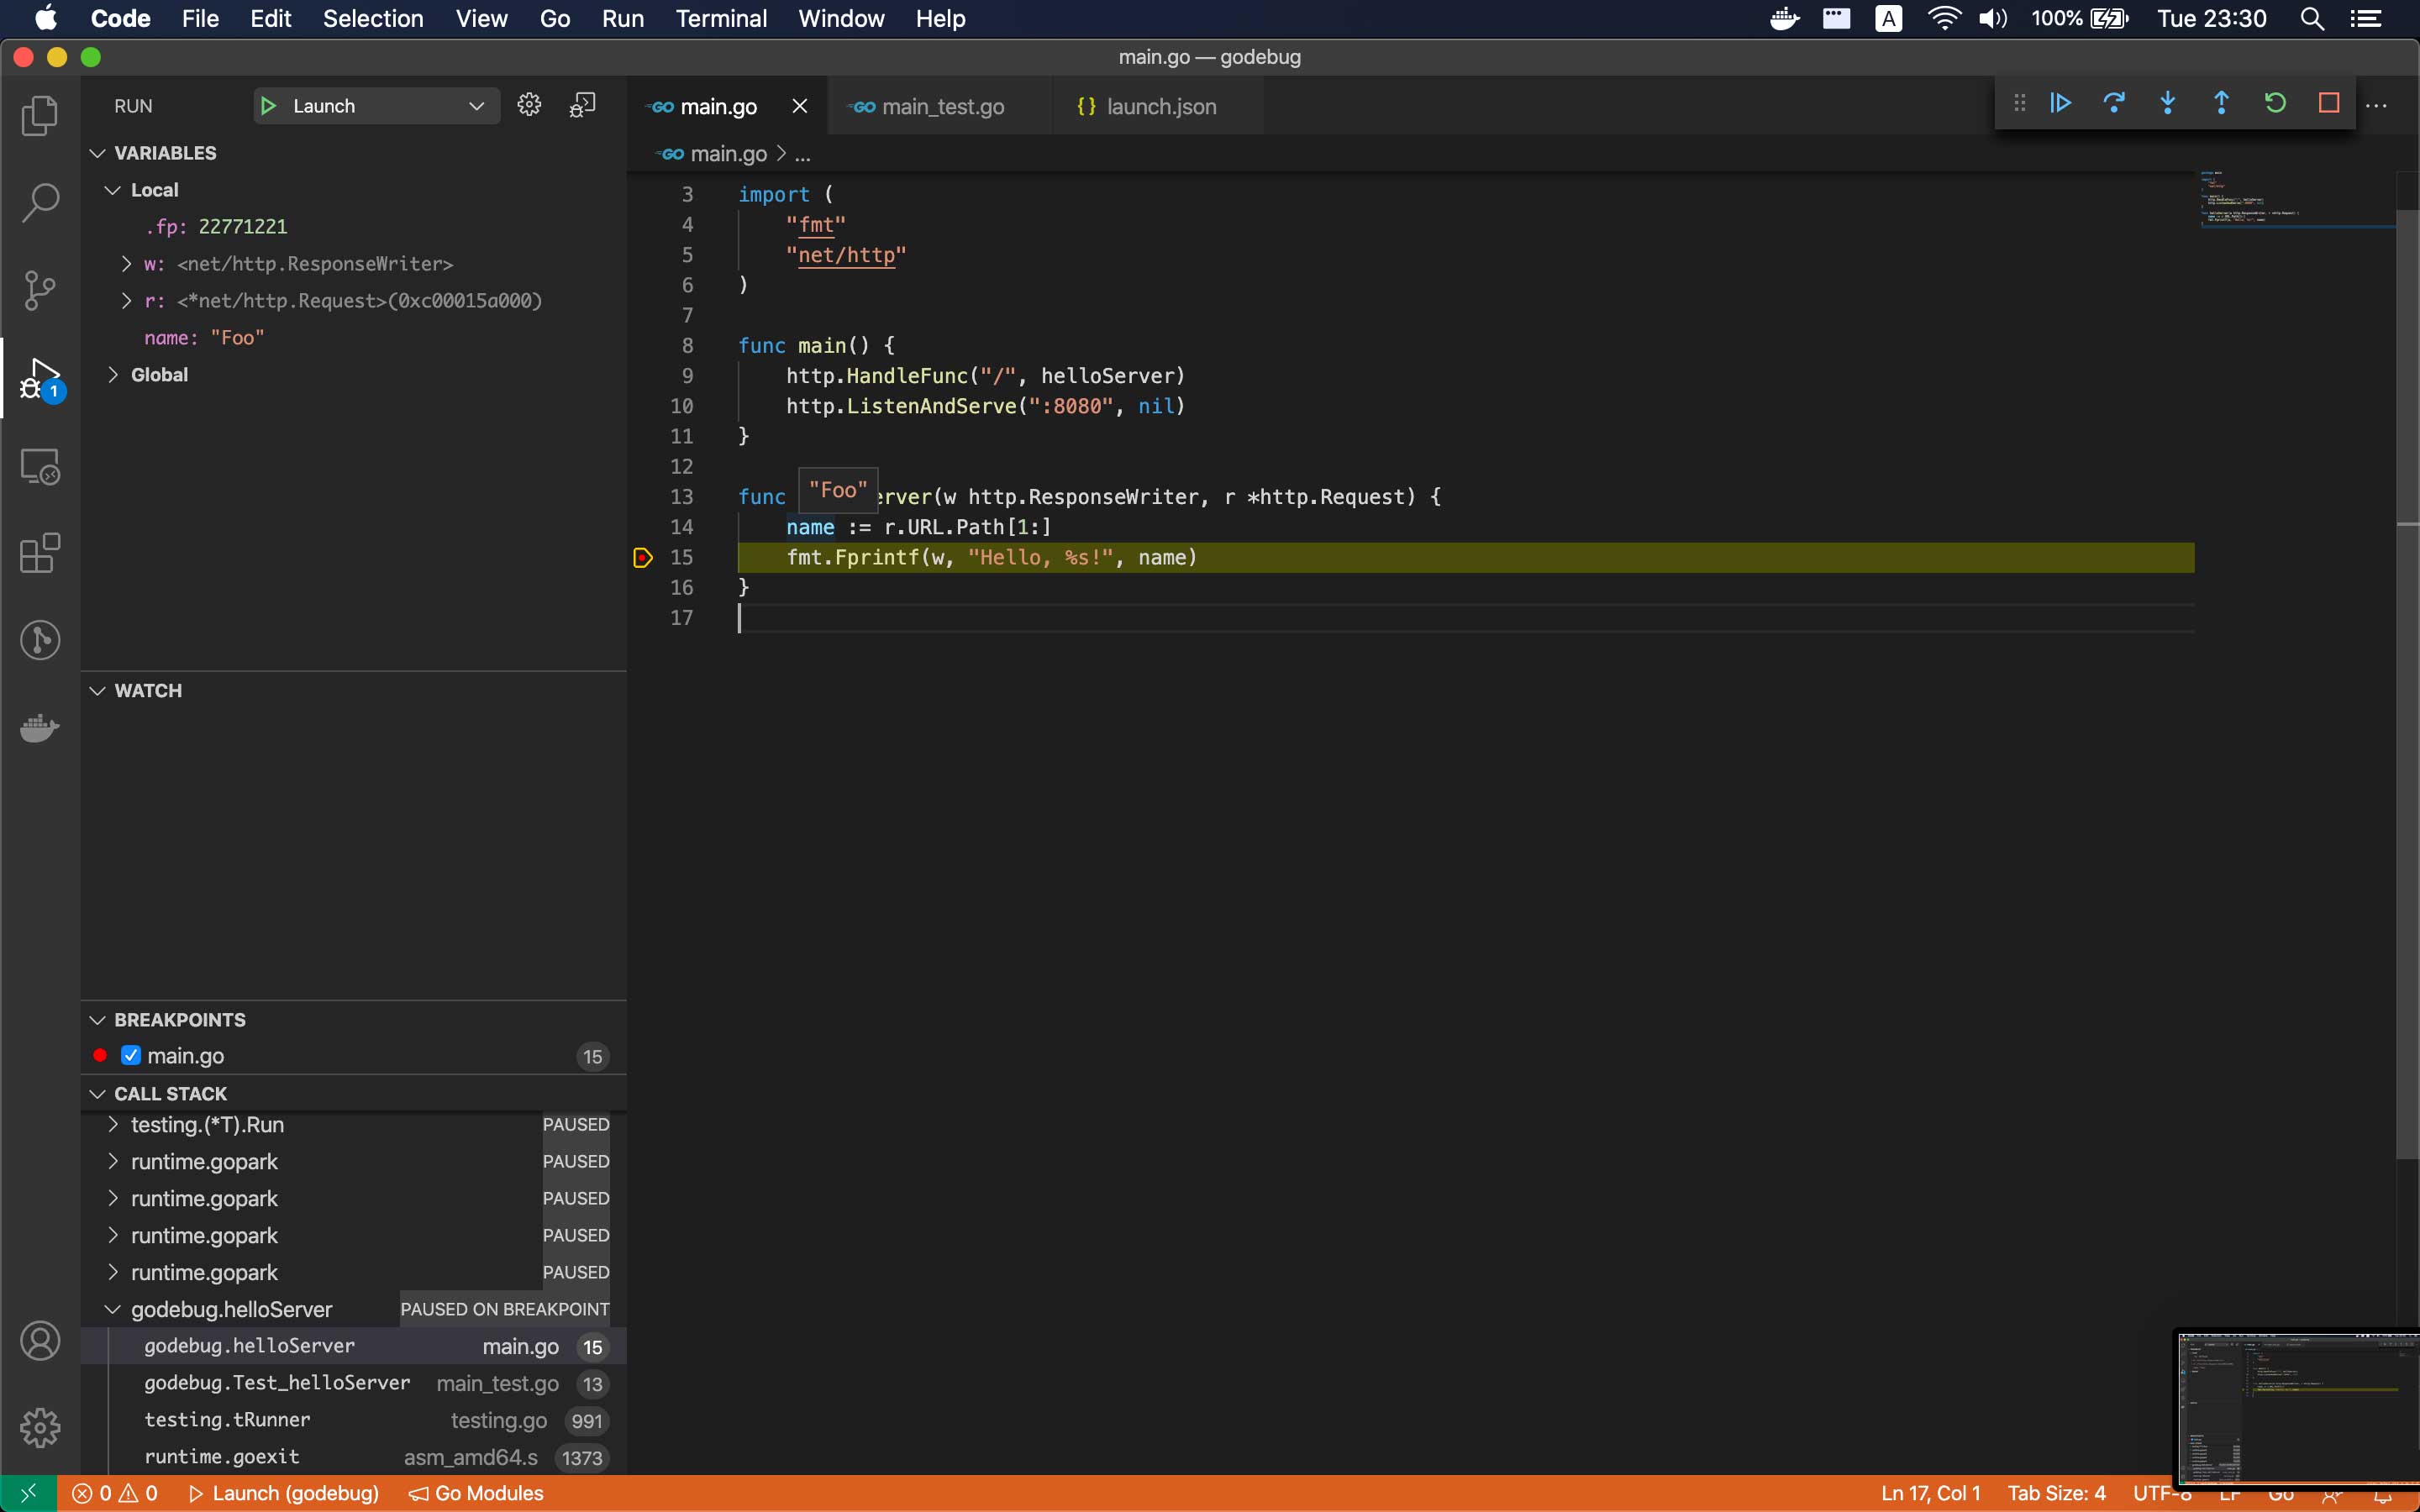 Code File Edit Selection View Go Run Terminal Window Help A 100% Tue 23:30
main.go — godebug
RUN Launch
GO main.go GO main_test.go {} launch.json ...
GO main.go > ...
VARIABLES
Local
.fp: 22771221
w: <net/http.ResponseWriter>
r: <*net/http.Request>(0xc00015a000)
name: "Foo"
Global
1
3 import (
4 "fmt"
5 "net/http"
6 )
7
8 func main() {
9 http.HandleFunc("/", helloServer)
10 http.ListenAndServe(":8080", nil)
11 }
12
"Foo"
13 func erver(w http.ResponseWriter, r *http.Request) {
14 name := r.URL.Path[1:]
15 fmt.Fprintf(w, "Hello, %s!", name)
16 }
17
WATCH
BREAKPOINTS
main.go 15
CALL STACK
testing.(*T).Run PAUSED
runtime.gopark PAUSED
runtime.gopark PAUSED
runtime.gopark PAUSED
runtime.gopark PAUSED
godebug.helloServer PAUSED ON BREAKPOINT
godebug.helloServer main.go 15
godebug.Test_helloServer main_test.go 13
testing.tRunner testing.go 991
runtime.goexit asm_amd64.s 1373
0 0 Launch (godebug) Go Modules Ln 17, Col 1 Tab Size: 4 UTF-8 LF Go